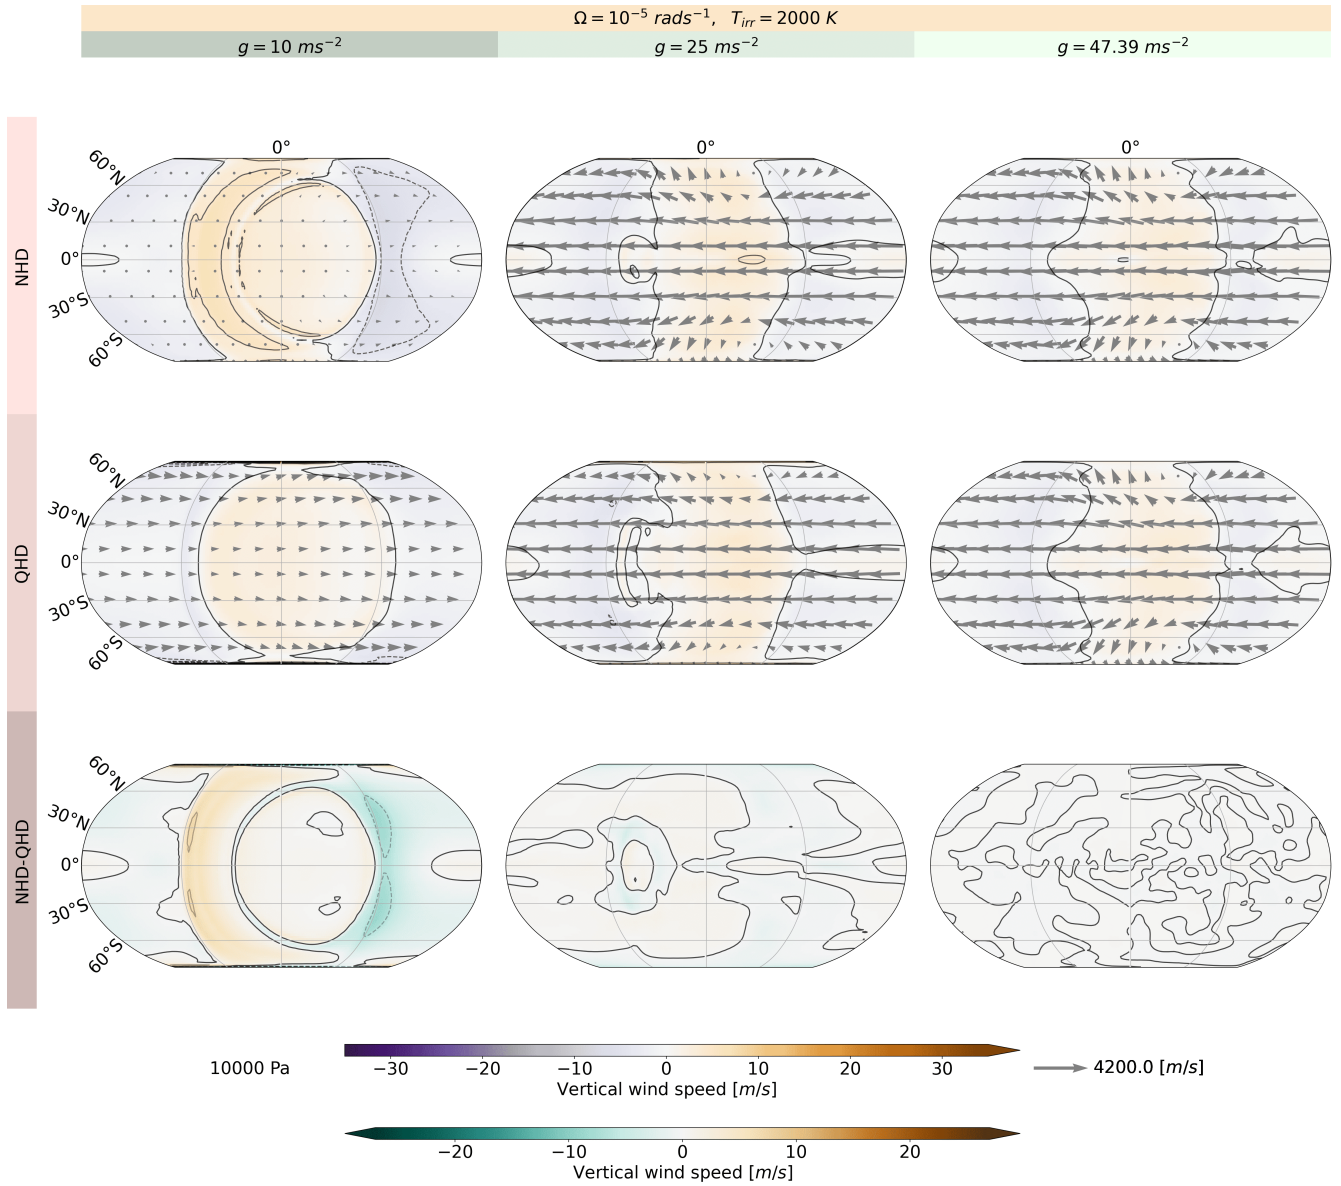 Ω = 10⁻⁵ rads⁻¹, T_irr = 2000 K
g = 10 ms⁻² g = 25 ms⁻² g = 47.39 ms⁻²
NHD
0° 0° 0°
60°N
30°N
0°
30°S
60°S
QHD
60°N
30°N
0°
30°S
60°S
NHD-QHD
60°N
30°N
0°
30°S
60°S
10000 Pa
−30 −20 −10 0 10 20 30
Vertical wind speed [m/s]
4200.0 [m/s]
−20 −10 0 10 20
Vertical wind speed [m/s]